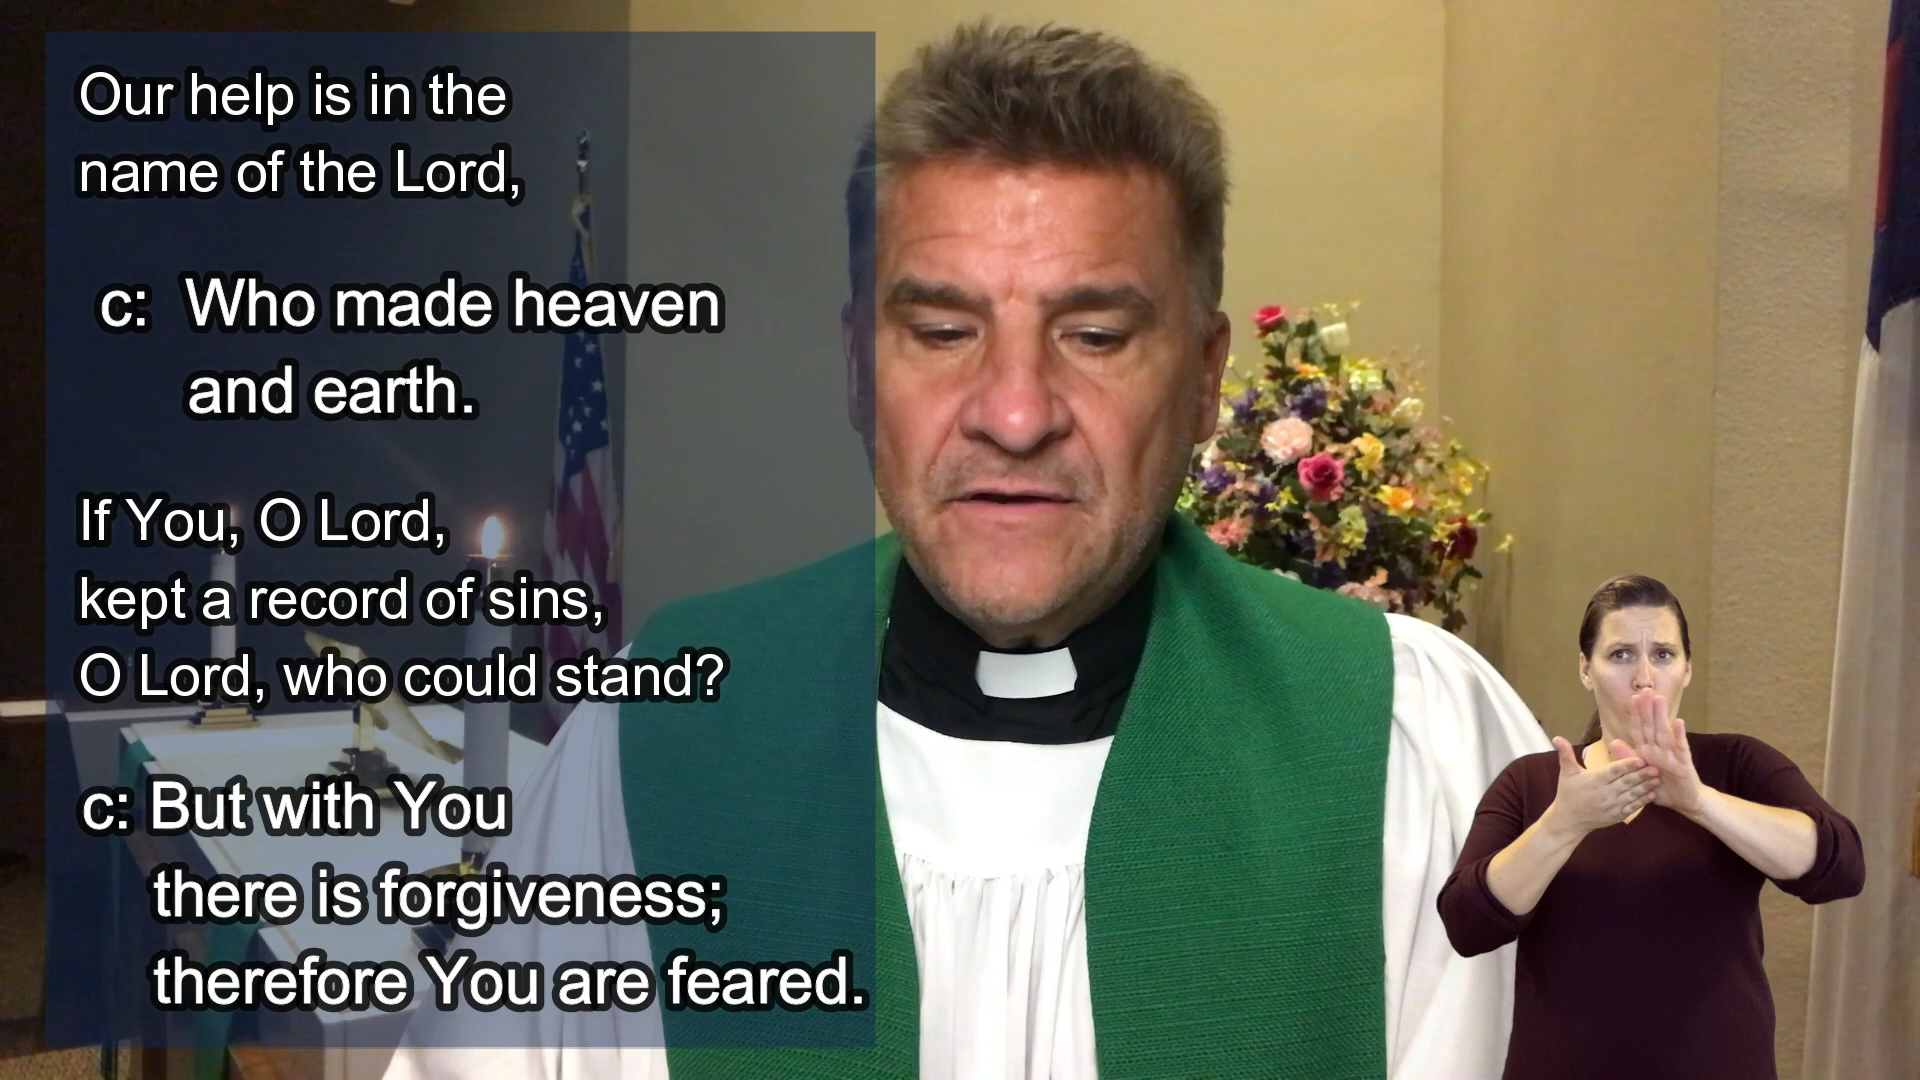 Our help is in the
name of the Lord,
c: Who made heaven
and earth.
If You, O Lord,
kept a record of sins,
O Lord, who could stand?
c: But with You
there is forgiveness;
therefore You are feared.